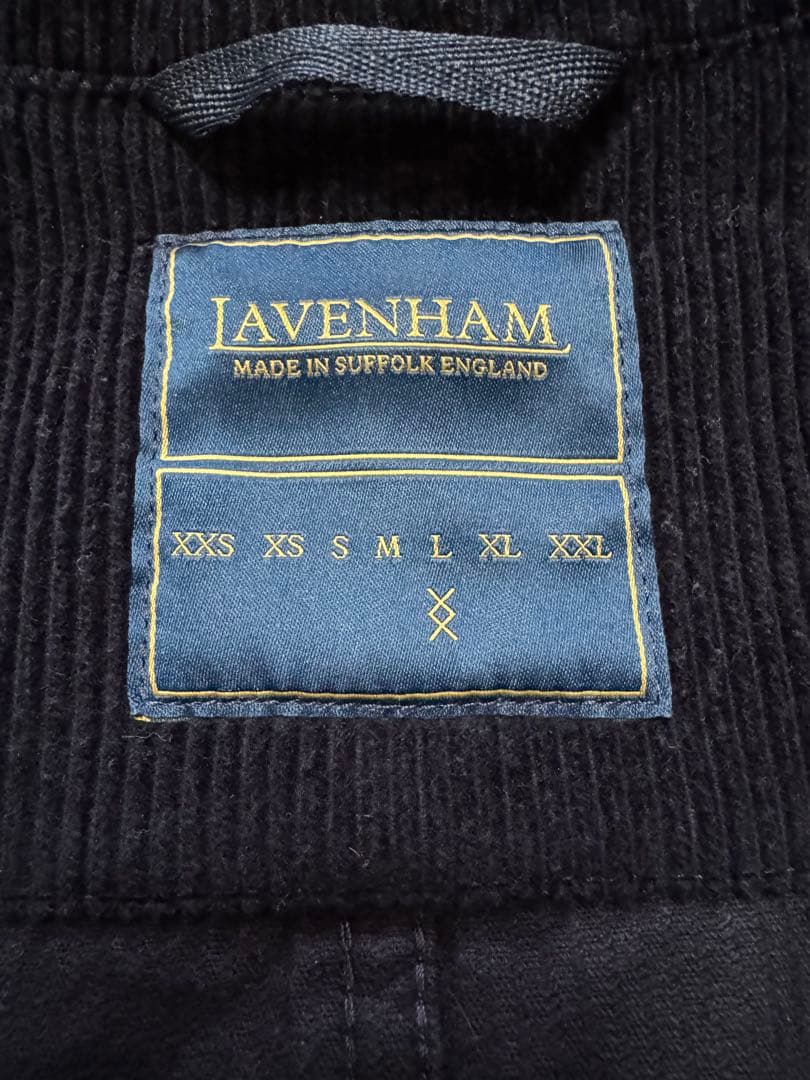 LAVENHAM
MADE IN SUFFOLK ENGLAND
XXS XS S M L XL XXL
X
X